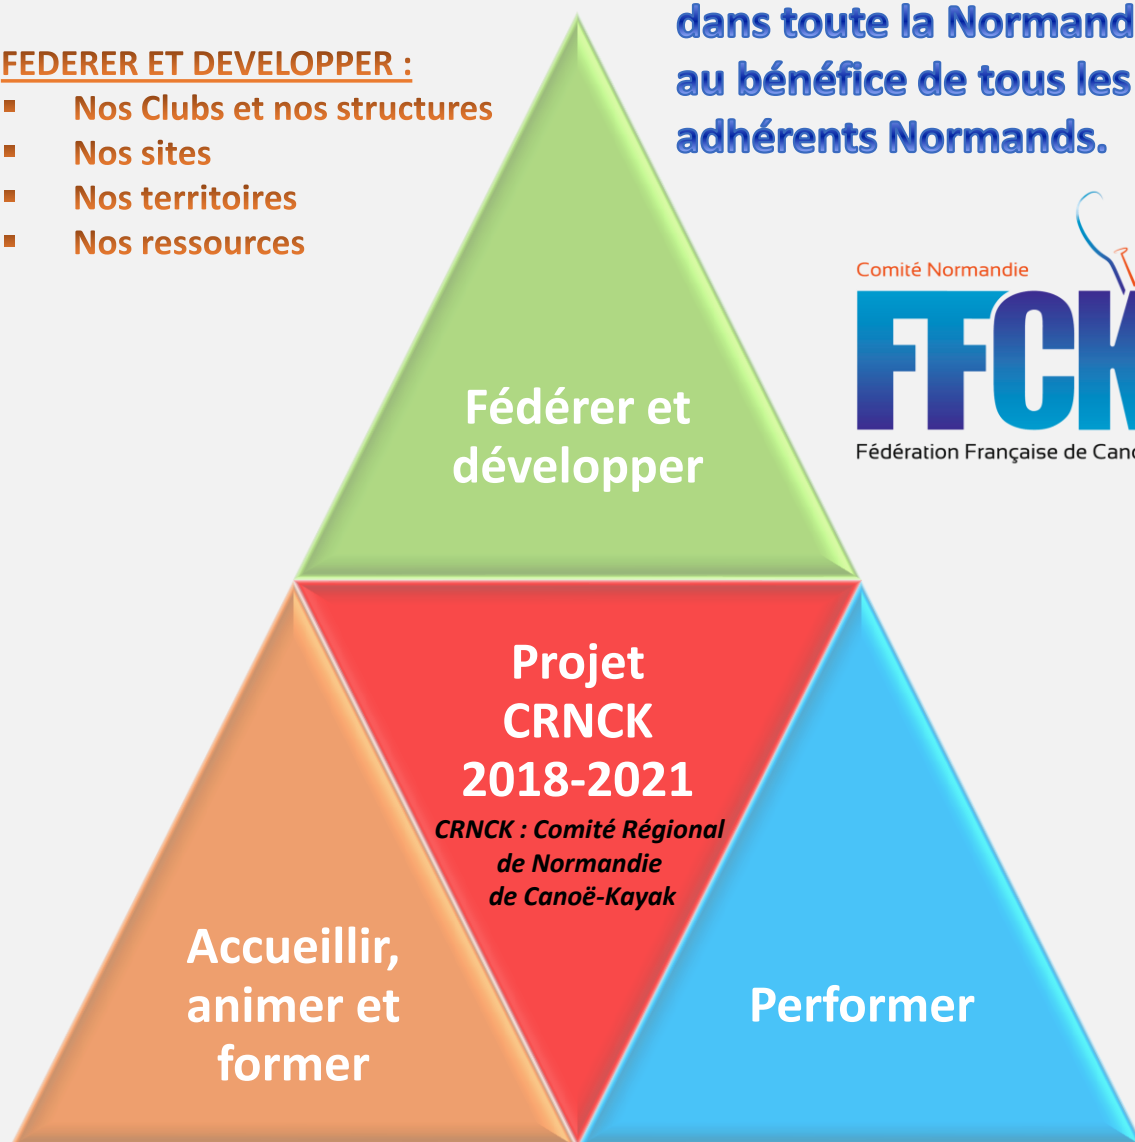 FEDERER ET DEVELOPPER :
▪ Nos Clubs et nos structures
▪ Nos sites
▪ Nos territoires
▪ Nos ressources
dans toute la Normand
au bénéfice de tous les
adhérents Normands.
Comité Normandie
FFCK
Fédération Française de Cano
Fédérer et
développer
Projet
CRNCK
2018-2021
CRNCK : Comité Régional
de Normandie
de Canoë-Kayak
Accueillir,
animer et
former
Performer